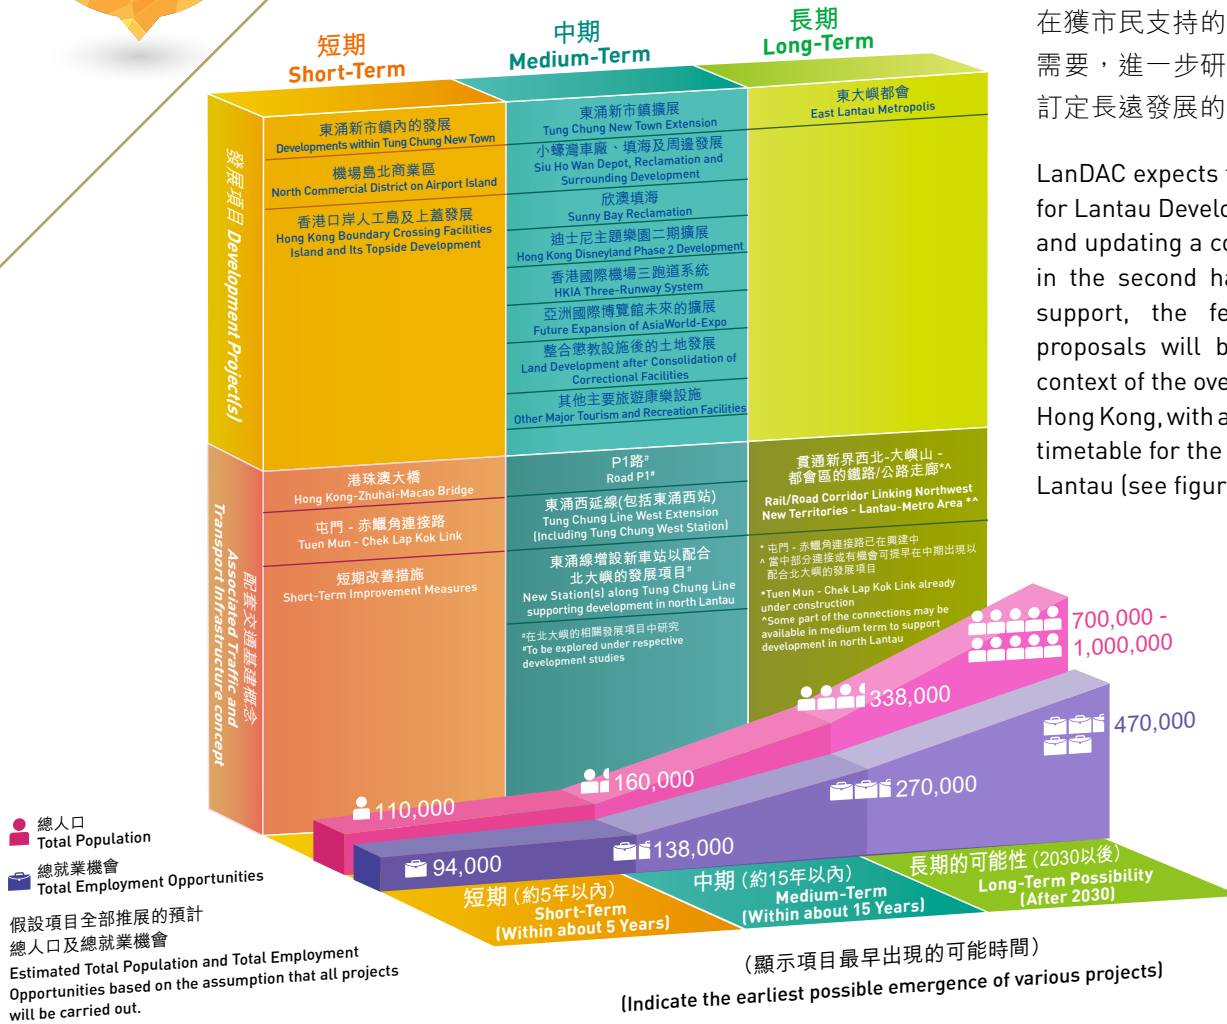 短期
Short-Term
中期
Medium-Term
長期
Long-Term
發展項目 Development Project(s)
東涌新市鎮內的發展
Developments within Tung Chung New Town
機場島北商業區
North Commercial District on Airport Island
香港口岸人工島及上蓋發展
Hong Kong Boundary Crossing Facilities
Island and Its Topside Development
東涌新市鎮擴展
Tung Chung New Town Extension
小蠔灣車廠、填海及周邊發展
Siu Ho Wan Depot, Reclamation and
Surrounding Development
欣澳填海
Sunny Bay Reclamation
迪士尼主題樂園二期擴展
Hong Kong Disneyland Phase 2 Development
香港國際機場三跑道系統
HKIA Three-Runway System
亞洲國際博覽館未來的擴展
Future Expansion of AsiaWorld-Expo
整合懲教設施後的土地發展
Land Development after Consolidation of
Correctional Facilities
其他主要旅遊康樂設施
Other Major Tourism and Recreation Facilities
東大嶼都會
East Lantau Metropolis
配套交通基建概念
Associated Traffic and
Transport Infrastructure concept
港珠澳大橋
Hong Kong-Zhuhai-Macao Bridge
屯門 - 赤鱲角連接路
Tuen Mun - Chek Lap Kok Link
短期改善措施
Short-Term Improvement Measures
P1路#
Road P1#
東涌西延線(包括東涌西站)
Tung Chung Line West Extension
(Including Tung Chung West Station)
東涌線增設新車站以配合
北大嶼的發展項目#
New Station(s) along Tung Chung Line
supporting development in north Lantau
#在北大嶼的相關發展項目中研究
#To be explored under respective
development studies
貫通新界西北-大嶼山 -
都會區的鐵路/公路走廊*^
Rail/Road Corridor Linking Northwest
New Territories - Lantau-Metro Area *^
* 屯門 - 赤鱲角連接路已在興建中
^ 當中部分連接或有機會可提早在中期出現以
配合北大嶼的發展項目
*Tuen Mun - Chek Lap Kok Link already
under construction
^Some part of the connections may be
available in medium term to support
development in north Lantau
110,000
160,000
338,000
700,000 -
1,000,000
94,000
138,000
270,000
470,000
短期 (約5年以內)
Short-Term
(Within about 5 Years)
中期 (約15年以內)
Medium-Term
(Within about 15 Years)
長期的可能性 (2030以後)
Long-Term Possibility
(After 2030)
(顯示項目最早出現的可能時間)
(Indicate the earliest possible emergence of various projects)
總人口
Total Population
總就業機會
Total Employment Opportunities
假設項目全部推展的預計
總人口及總就業機會
Estimated Total Population and Total Employment
Opportunities based on the assumption that all projects
will be carried out.
在獲市民支持的
需要，進一步研
訂定長遠發展的
LanDAC expects
for Lantau Develo
and updating a co
in the second ha
support, the fe
proposals will b
context of the ove
Hong Kong, with a
timetable for the
Lantau (see figur